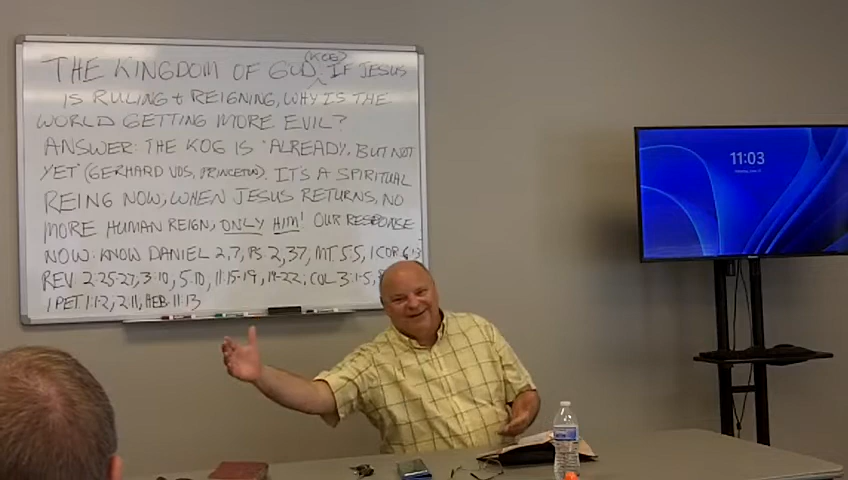 (KOG)
THE KINGDOM OF GOD. IF JESUS
IS RULING + REIGNING, WHY IS THE
WORLD GETTING MORE EVIL?
ANSWER: THE KOG IS "ALREADY, BUT NOT
YET" (GERHARD VOS, PRINCETON). IT'S A SPIRITUAL
REING NOW, WHEN JESUS RETURNS, NO
MORE HUMAN REIGN, ONLY HIM! OUR RESPONSE
NOW: KNOW DANIEL 2,7, PS. 2,37, MT. 5:5, 1 COR 6:13
REV. 2:25-27, 3:10, 5:10, 11:15-19, 19-22, COL 3:1-5,
1 PET 1:1-2, 2:11, HEB. 11:13
11:03